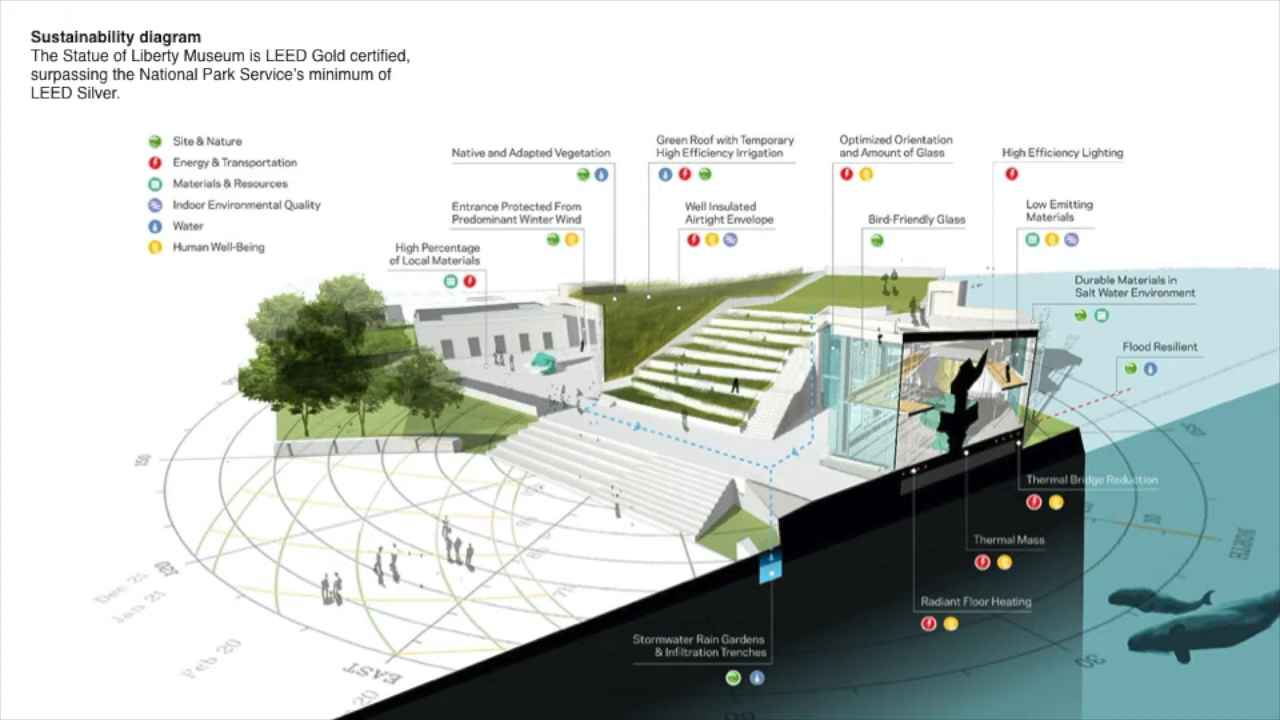 Sustainability diagram
The Statue of Liberty Museum is LEED Gold certified,
surpassing the National Park Service's minimum of
LEED Silver.
Site & Nature
Energy & Transportation
Materials & Resources
Indoor Environmental Quality
Water
Human Well-Being
Native and Adapted Vegetation
Green Roof with Temporary
High Efficiency Irrigation
Optimized Orientation
and Amount of Glass
High Efficiency Lighting
Entrance Protected From
Predominant Winter Wind
Well Insulated
Airtight Envelope
Bird-Friendly Glass
Low Emitting
Materials
High Percentage
of Local Materials
Durable Materials in
Salt Water Environment
Flood Resilient
Thermal Bridge Reduction
Thermal Mass
Radiant Floor Heating
Stormwater Rain Gardens
& Infiltration Trenches
150
120
Dec 21
Jan 21
Feb 20
EAST
20
30
NORTH